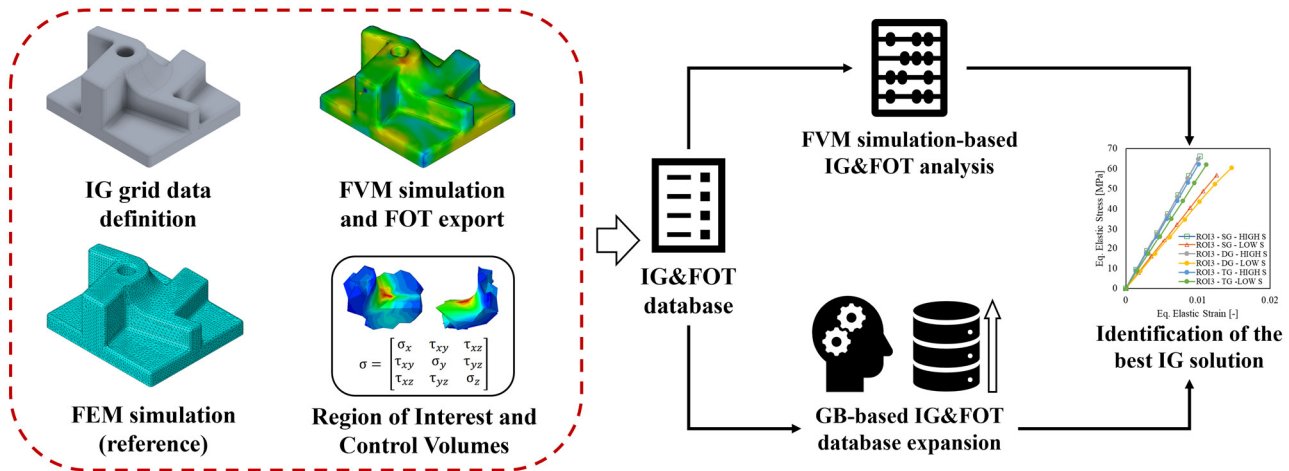 IG grid data
definition
FVM simulation
and FOT export
FEM simulation
(reference)
σ = [σx τxy τxz
τxy σy τyz
τxz τyz σz]
Region of Interest and
Control Volumes
IG&FOT
database
FVM simulation-based
IG&FOT analysis
GB-based IG&FOT
database expansion
Eq. Elastic Stress [MPa]
70
60
50
40
30
20
10
0
ROI3 - SG - HIGH S
ROI3 - SG - LOW S
ROI3 - DG - HIGH S
ROI3 - DG - LOW S
ROI3 - TG - HIGH S
ROI3 - TG -LOW S
0 0.01 0.02
Eq. Elastic Strain [-]
Identification of the
best IG solution